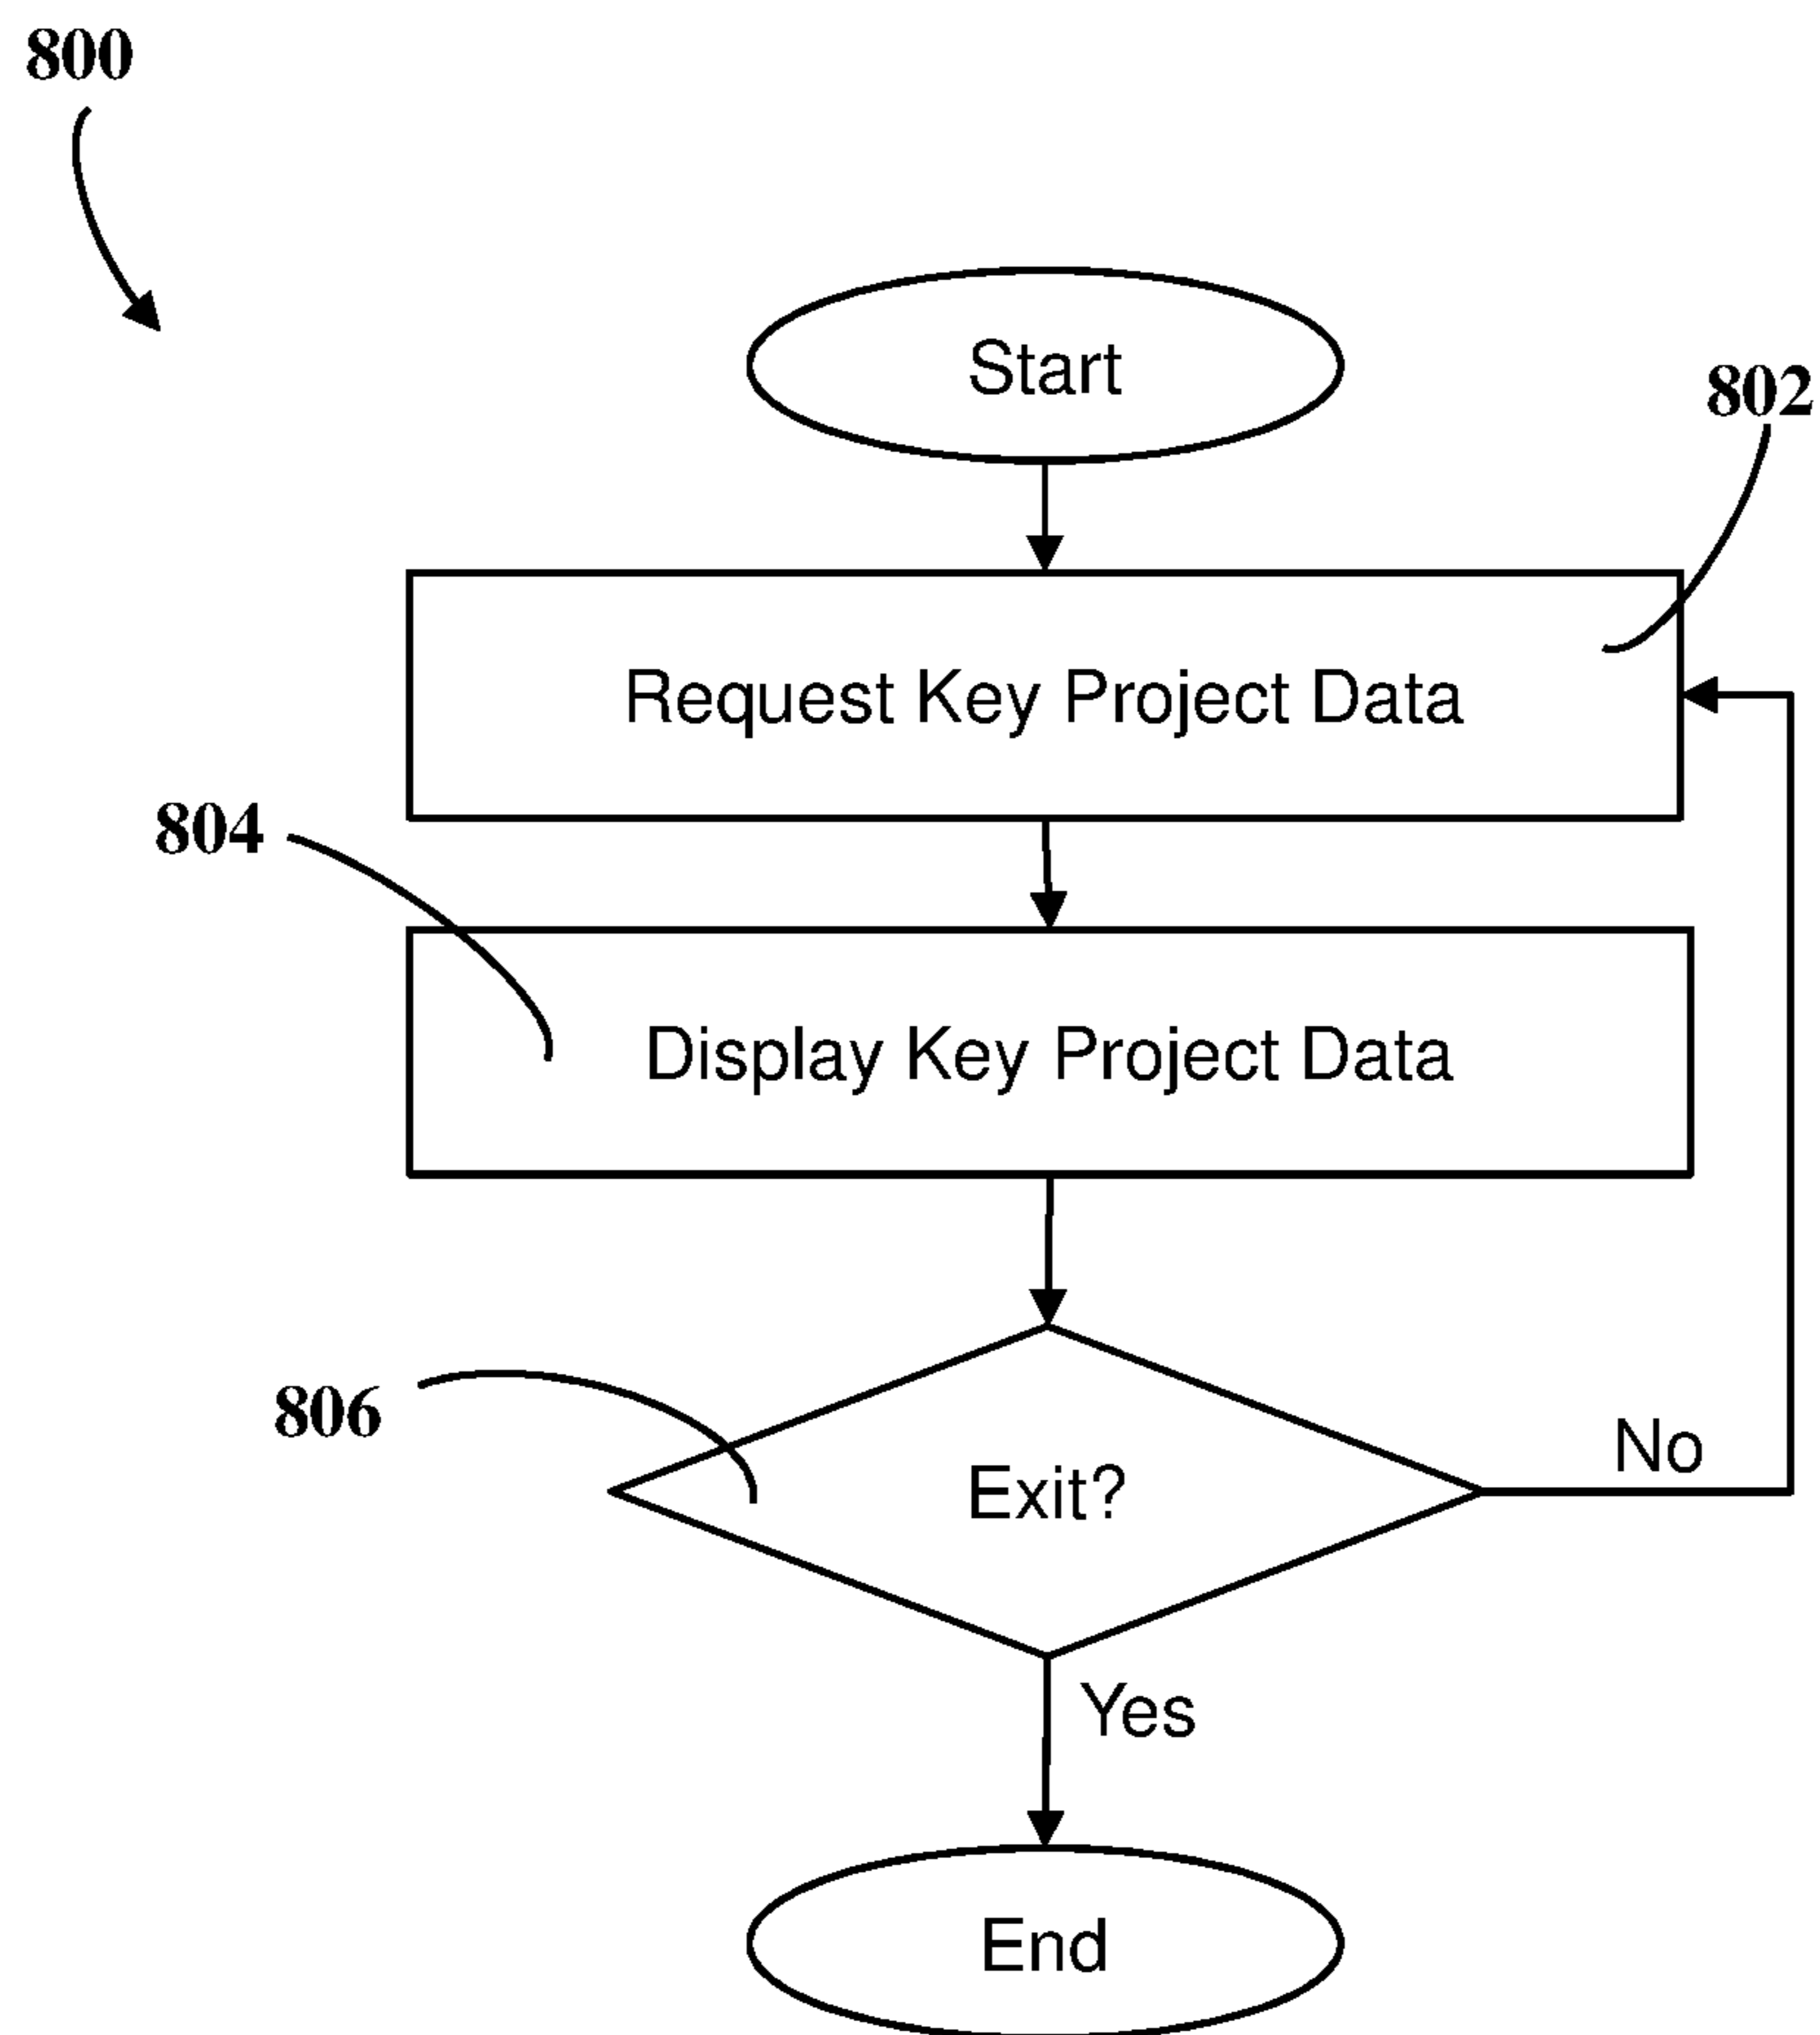 800
Start
802
Request Key Project Data
804
Display Key Project Data
806
Exit?
No
Yes
End